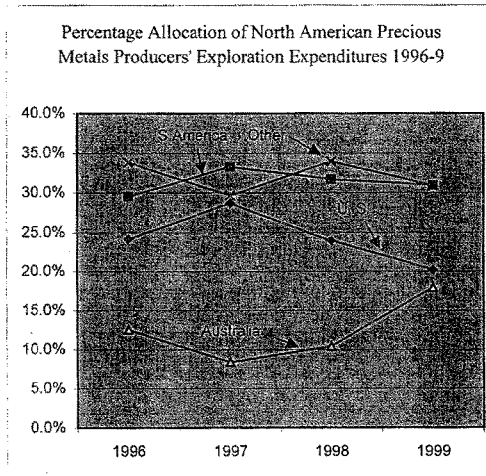 Percentage Allocation of North American Precious
Metals Producers' Exploration Expenditures 1996-9
40.0%
S.America
Other
35.0%
30.0%
U.S.
25.0%
20.0%
15.0%
Australia
10.0%
5.0%
0.0%
1996 1997 1998 1999